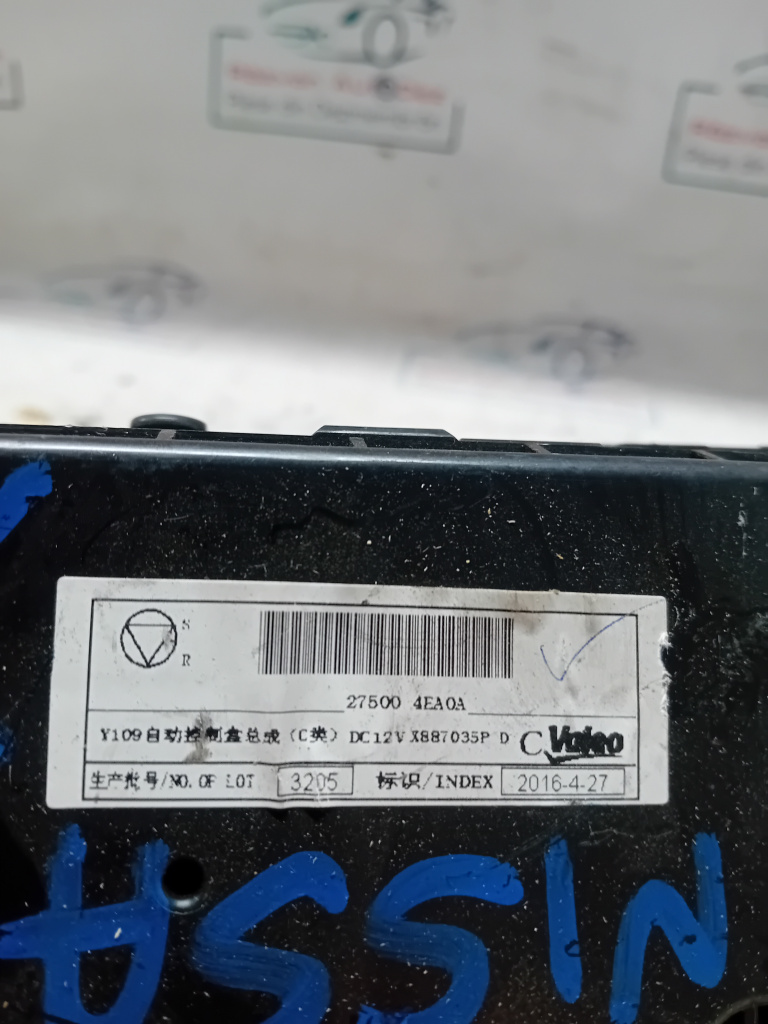 S
R
27500 4EA0A
Y109自动控制盒总成（C类）DC12V X887035P D C Valeo
生产批号/NO.OF LOT 3205 标识/INDEX 2016-4-27
NISSA